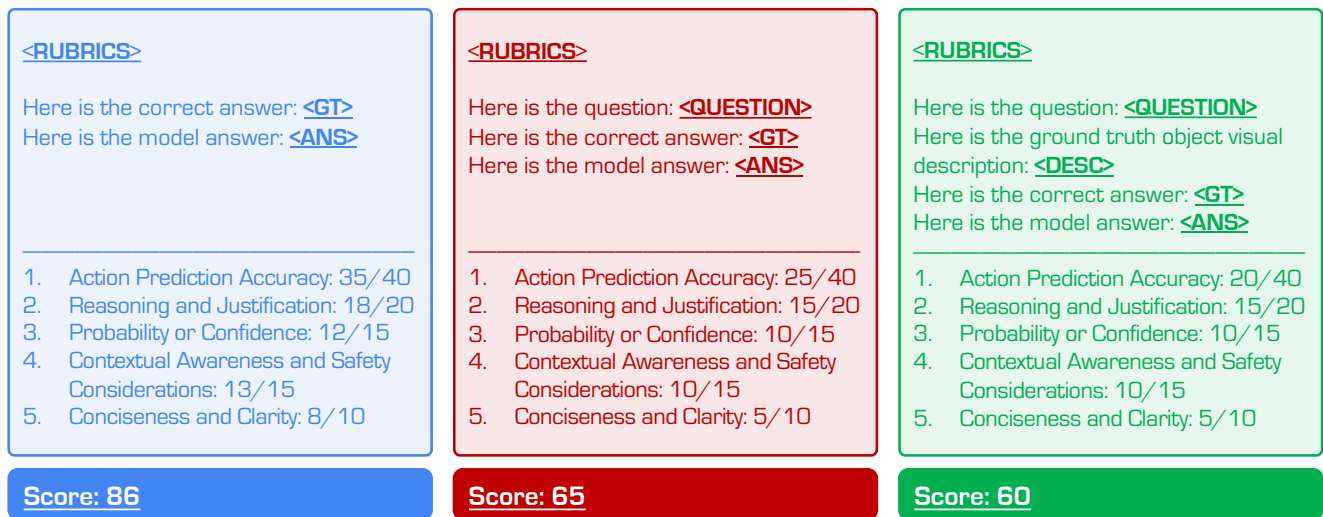 <RUBRICS>
Here is the correct answer: <GT>
Here is the model answer: <ANS>
1. Action Prediction Accuracy: 35/40
2. Reasoning and Justification: 18/20
3. Probability or Confidence: 12/15
4. Contextual Awareness and Safety
Considerations: 13/15
5. Conciseness and Clarity: 8/10
Score: 86
<RUBRICS>
Here is the question: <QUESTION>
Here is the correct answer: <GT>
Here is the model answer: <ANS>
1. Action Prediction Accuracy: 25/40
2. Reasoning and Justification: 15/20
3. Probability or Confidence: 10/15
4. Contextual Awareness and Safety
Considerations: 10/15
5. Conciseness and Clarity: 5/10
Score: 65
<RUBRICS>
Here is the question: <QUESTION>
Here is the ground truth object visual
description: <DESC>
Here is the correct answer: <GT>
Here is the model answer: <ANS>
1. Action Prediction Accuracy: 20/40
2. Reasoning and Justification: 15/20
3. Probability or Confidence: 10/15
4. Contextual Awareness and Safety
Considerations: 10/15
5. Conciseness and Clarity: 5/10
Score: 60